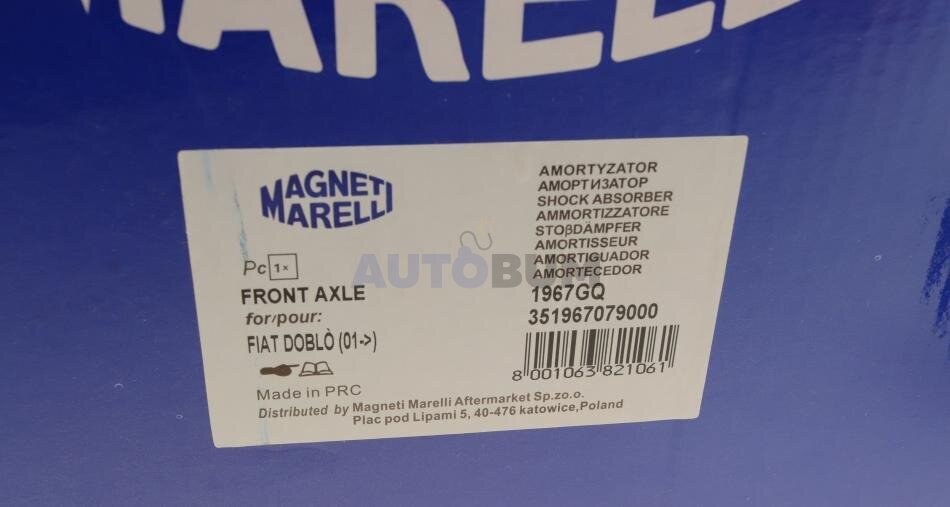 MARELLI
MAGNETI
MARELLI
Pc 1×
FRONT AXLE
for/pour:
FIAT DOBLÒ (01->)
Made in PRC
Distributed by Magneti Marelli Aftermarket Sp.zo.o.
Plac pod Lipami 5, 40-476 katowice,Poland
AMORTYZATOR
АМОРТИЗАТОР
SHOCK ABSORBER
AMMORTIZZATORE
STOβDÄMPFER
AMORTISSEUR
AMORTIGUADOR
AMORTECEDOR
1967GQ
351967079000
8 001063 821061
AUTOBUM